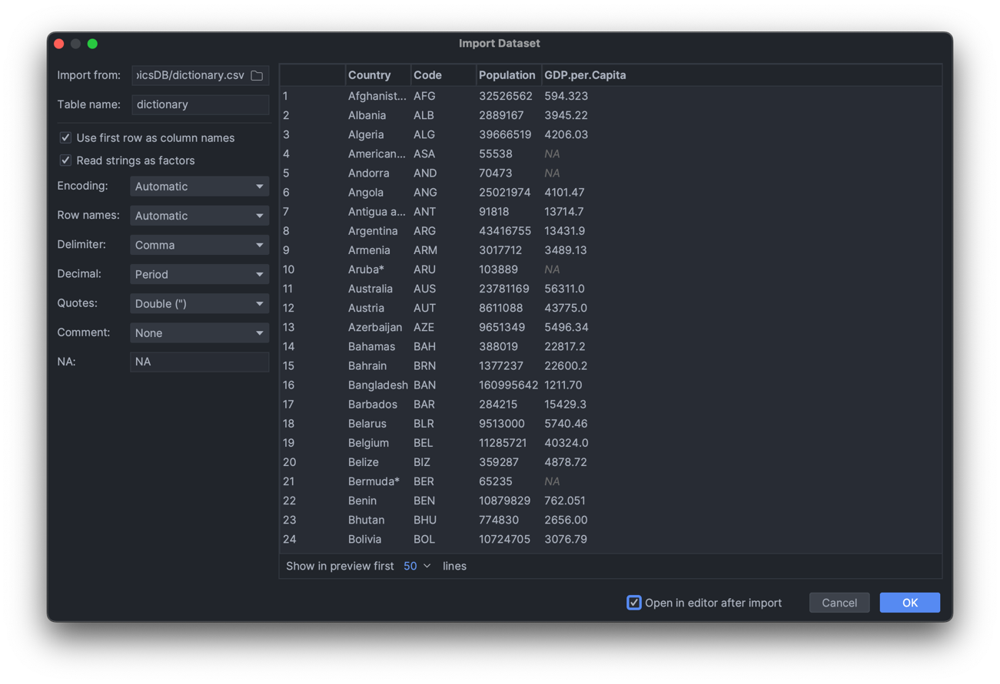 Import Dataset
Import from: picsDB/dictionary.csv
Table name: dictionary
Use first row as column names
Read strings as factors
Encoding: Automatic
Row names: Automatic
Delimiter: Comma
Decimal: Period
Quotes: Double (")
Comment: None
NA: NA
Country Code Population GDP.per.Capita
1 Afghanist... AFG 32526562 594.323
2 Albania ALB 2889167 3945.22
3 Algeria ALG 39666519 4206.03
4 American... ASA 55538 NA
5 Andorra AND 70473 NA
6 Angola ANG 25021974 4101.47
7 Antigua a... ANT 91818 13714.7
8 Argentina ARG 43416755 13431.9
9 Armenia ARM 3017712 3489.13
10 Aruba* ARU 103889 NA
11 Australia AUS 23781169 56311.0
12 Austria AUT 8611088 43775.0
13 Azerbaijan AZE 9651349 5496.34
14 Bahamas BAH 388019 22817.2
15 Bahrain BRN 1377237 22600.2
16 Bangladesh BAN 160995642 1211.70
17 Barbados BAR 284215 15429.3
18 Belarus BLR 9513000 5740.46
19 Belgium BEL 11285721 40324.0
20 Belize BIZ 359287 4878.72
21 Bermuda* BER 65235 NA
22 Benin BEN 10879829 762.051
23 Bhutan BHU 774830 2656.00
24 Bolivia BOL 10724705 3076.79
Show in preview first 50 lines
Open in editor after import
Cancel
OK